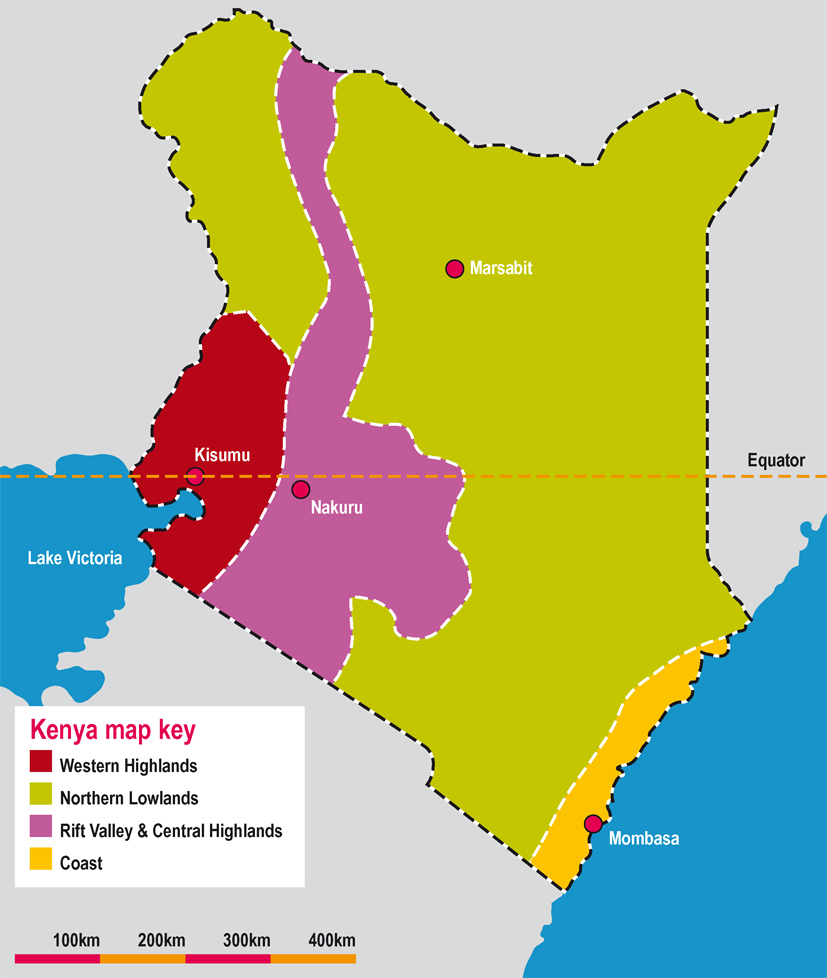 Marsabit
Kisumu
Equator
Nakuru
Lake Victoria
Kenya map key
Western Highlands
Northern Lowlands
Rift Valley & Central Highlands
Coast
Mombasa
100km 200km 300km 400km